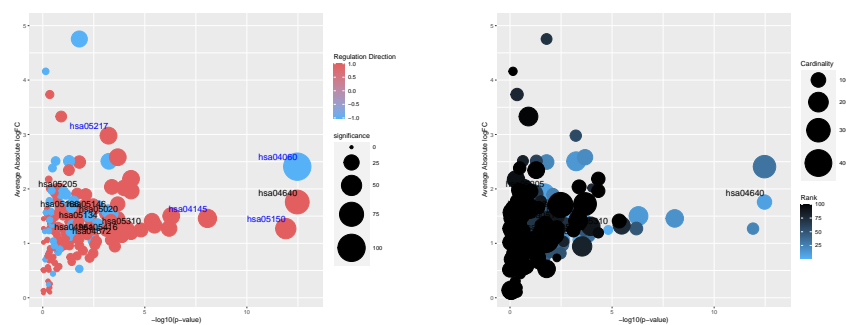 Average Absolute logFC
5
4
3
2
1
0
0
5
10
−log10(p−value)
hsa05217
hsa04060
hsa05205
hsa04640
hsa04145
hsa05146
hsa05020
hsa05134
hsa05310
hsa05150
hsa05416
hsa04672
Regulation Direction
1.0
0.5
0.0
−0.5
−1.0
significance
0
25
50
75
100
Average Absolute logFC
5
4
3
2
1
0
0
5
10
−log10(p−value)
hsa04640
Cardinality
10
20
30
40
Rank
100
75
50
25